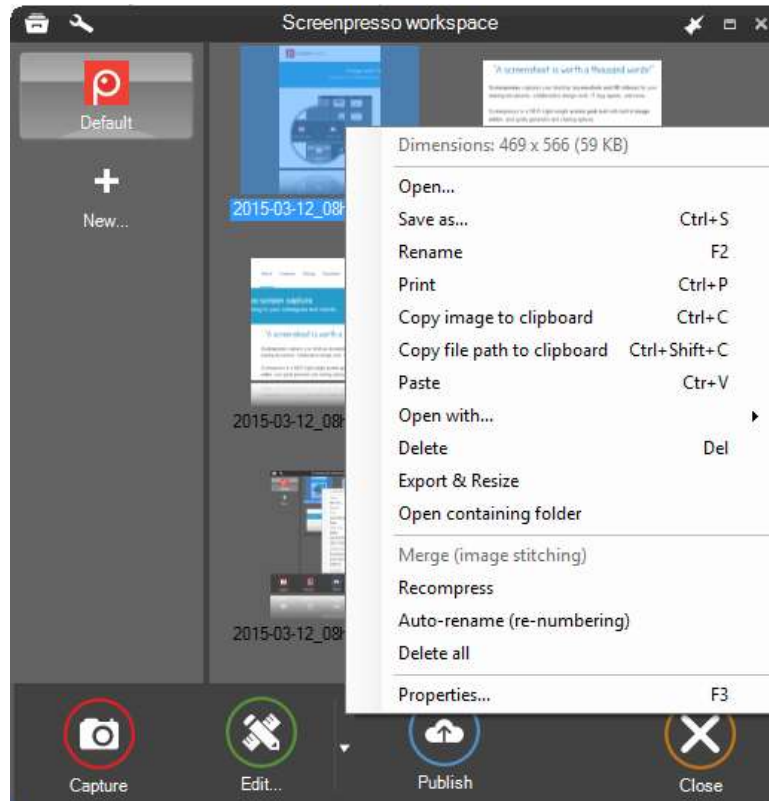 Screenpresso workspace
Default
New...
"A screenshot is worth a thousand words"
2015-03-12_08h
Dimensions: 469 x 566 (59 KB)
Open...
Save as... Ctrl+S
Rename F2
Print Ctrl+P
Copy image to clipboard Ctrl+C
Copy file path to clipboard Ctrl+Shift+C
Paste Ctr+V
Open with...
Delete Del
Export & Resize
Open containing folder
Merge (image stitching)
Recompress
Auto-rename (re-numbering)
Delete all
Properties... F3
screen capture
2015-03-12_08h
2015-03-12_08h
Capture
Edit...
Publish
Close